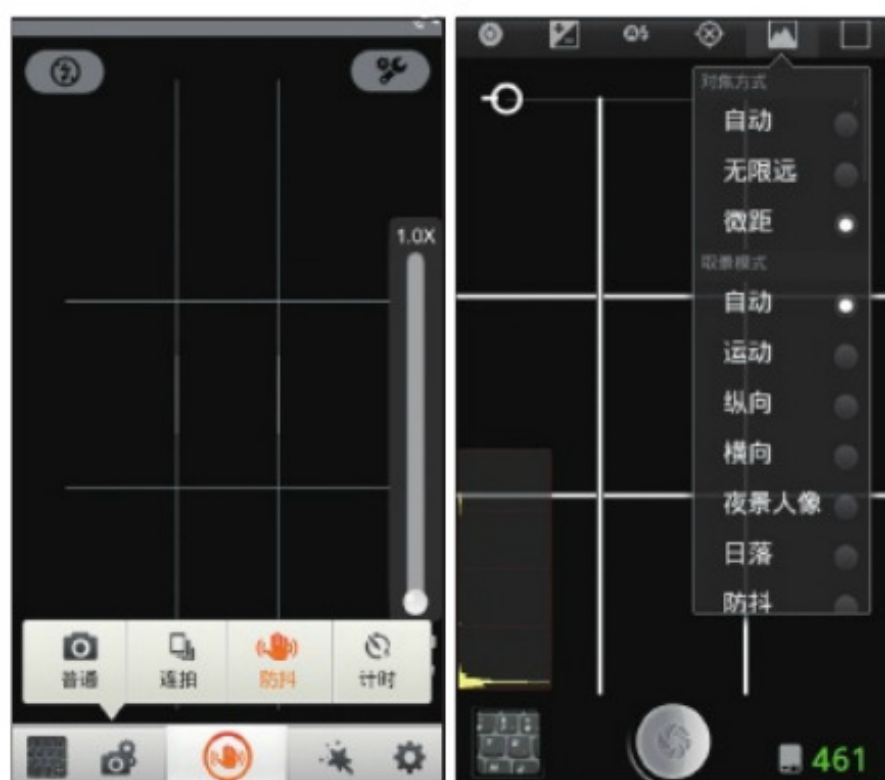 1.0X
普通
连拍
防抖
计时
对焦方式
自动
无限远
微距
取景模式
自动
运动
纵向
横向
夜景人像
日落
防抖
461